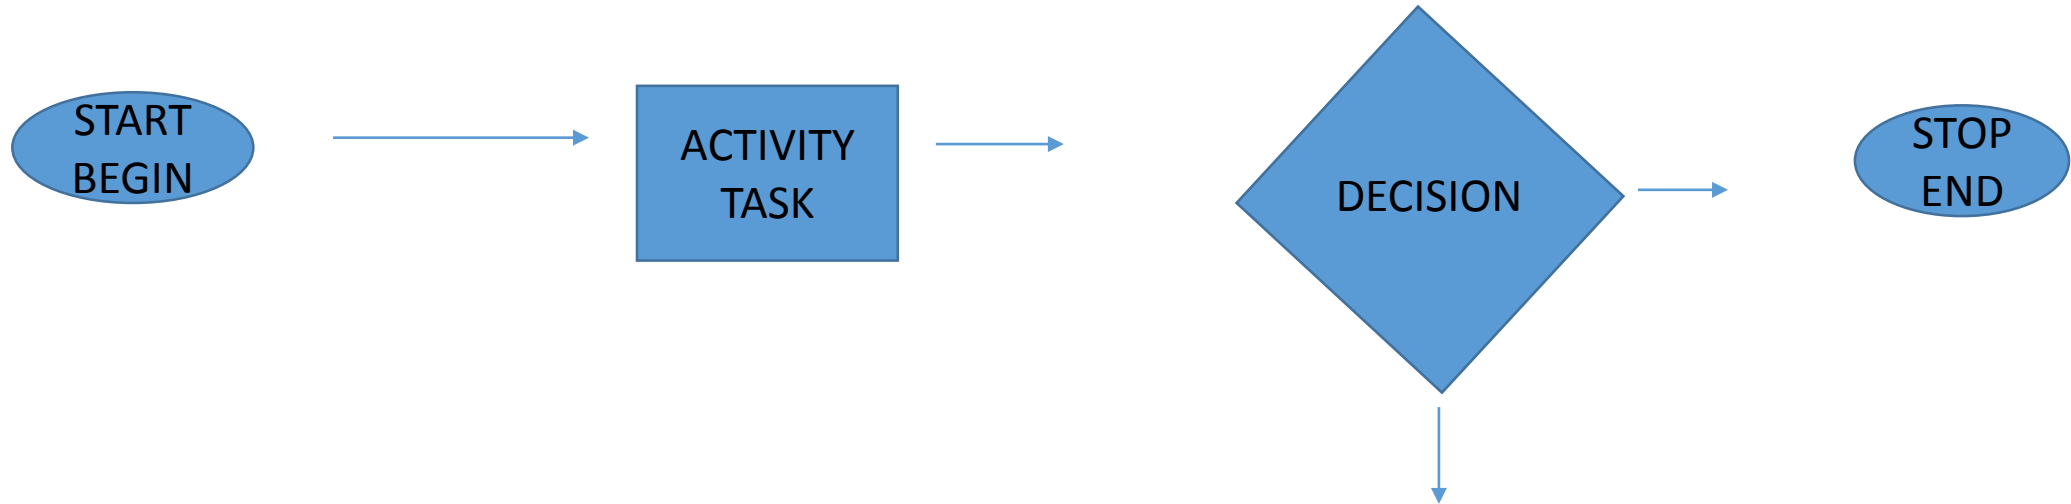 START
BEGIN
ACTIVITY
TASK
DECISION
STOP
END